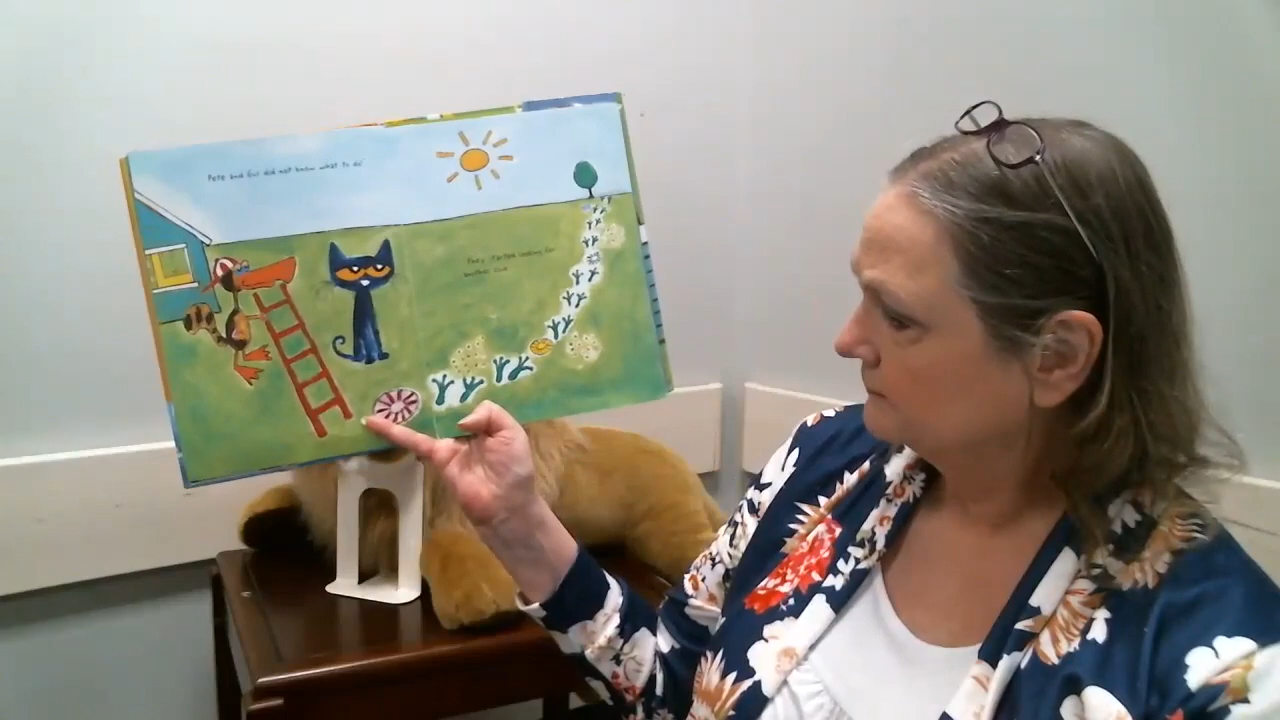 Pete and Gus did not know what to do
They started looking for
another clue